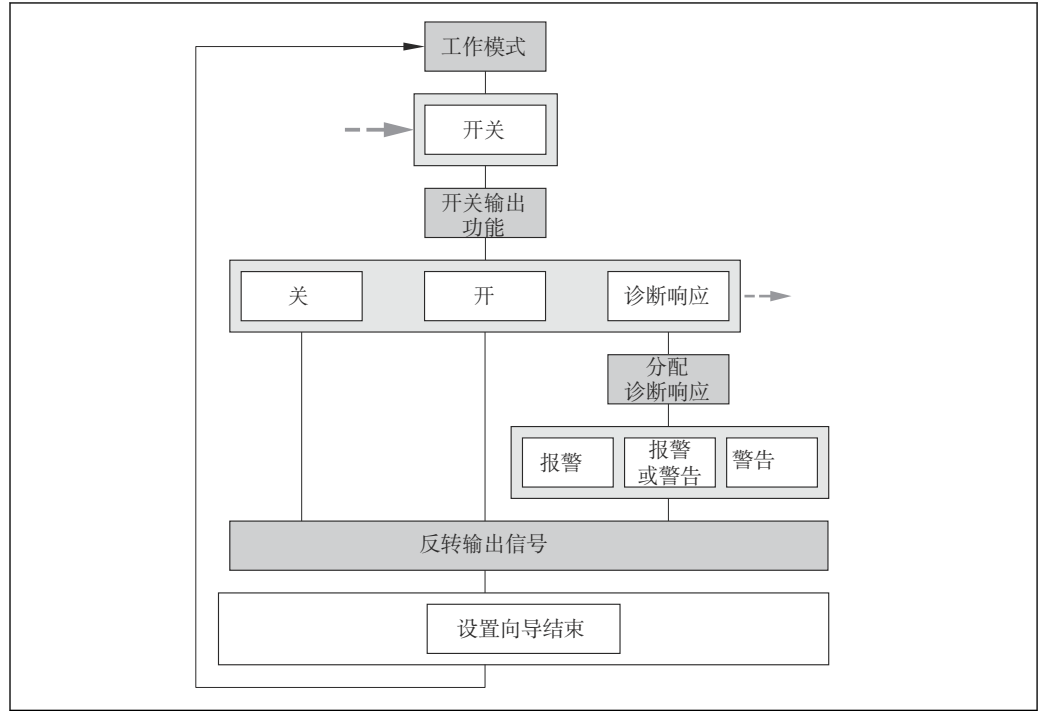 工作模式
开关
开关输出
功能
关
开
诊断响应
分配
诊断响应
报警
报警
或警告
警告
反转输出信号
设置向导结束